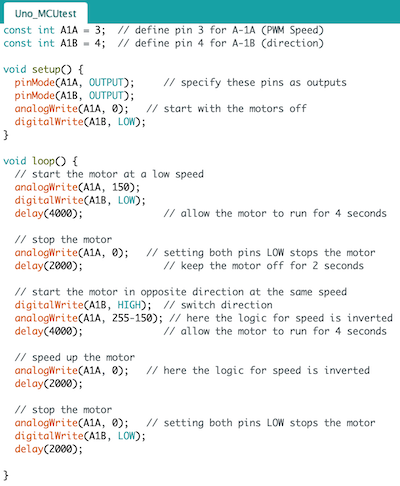 Uno_MCUtest
const int A1A = 3;  // define pin 3 for A-1A (PWM Speed)
const int A1B = 4;  // define pin 4 for A-1B (direction)

void setup() {
  pinMode(A1A, OUTPUT);     // specify these pins as outputs
  pinMode(A1B, OUTPUT);
  analogWrite(A1A, 0);   // start with the motors off
  digitalWrite(A1B, LOW);
}

void loop() {
  // start the motor at a low speed
  analogWrite(A1A, 150);
  digitalWrite(A1B, LOW);
  delay(4000);              // allow the motor to run for 4 seconds

  // stop the motor
  analogWrite(A1A, 0);   // setting both pins LOW stops the motor
  delay(2000);              // keep the motor off for 2 seconds

  // start the motor in opposite direction at the same speed
  digitalWrite(A1B, HIGH);  // switch direction
  analogWrite(A1A, 255-150); // here the logic for speed is inverted
  delay(4000);              // allow the motor to run for 4 seconds

  // speed up the motor
  analogWrite(A1A, 0);   // here the logic for speed is inverted
  delay(2000);

  // stop the motor
  analogWrite(A1A, 0);   // setting both pins LOW stops the motor
  digitalWrite(A1B, LOW);
  delay(2000);

}